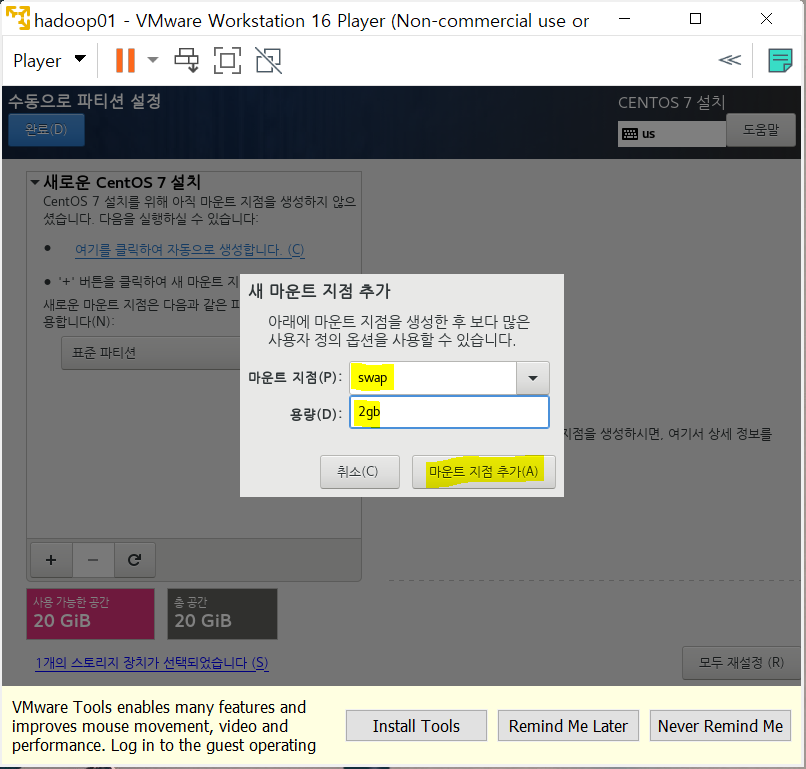 hadoop01 - VMware Workstation 16 Player (Non-commercial use or
Player
수동으로 파티션 설정
CENTOS 7 설치
완료(D)
us
도움말
새로운 CentOS 7 설치
CentOS 7 설치를 위해 아직 마운트 지점을 생성하지 않으
셨습니다. 다음을 실행하실 수 있습니다:
여기를 클릭하여 자동으로 생성합니다. (C)
'+' 버튼을 클릭하여 새 마운트 지
새로운 마운트 지점은 다음과 같은 파
용합니다(N):
표준 파티션
새 마운트 지점 추가
아래에 마운트 지점을 생성한 후 보다 많은
사용자 정의 옵션을 사용할 수 있습니다.
마운트 지점(P): swap
용량(D): 2gb
취소(C)
마운트 지점 추가(A)
지점을 생성하시면, 여기서 상세 정보를
사용 가능한 공간
20 GiB
총 공간
20 GiB
1개의 스토리지 장치가 선택되었습니다 (S)
모두 재설정 (R)
VMware Tools enables many features and
improves mouse movement, video and
performance. Log in to the guest operating
Install Tools
Remind Me Later
Never Remind Me